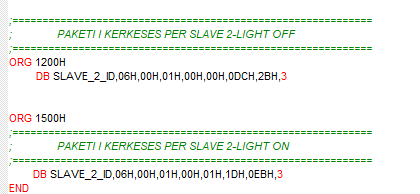 ;==================================================
;             PAKETI I KERKESES PER SLAVE 2-LIGHT OFF
;==================================================
ORG 1200H
DB SLAVE_2_ID,06H,00H,01H,00H,00H,0DCH,2BH,3
ORG 1500H
;==================================================
;             PAKETI I KERKESES PER SLAVE 2-LIGHT ON
;==================================================
DB SLAVE_2_ID,06H,00H,01H,00H,01H,1DH,0EBH,3
END